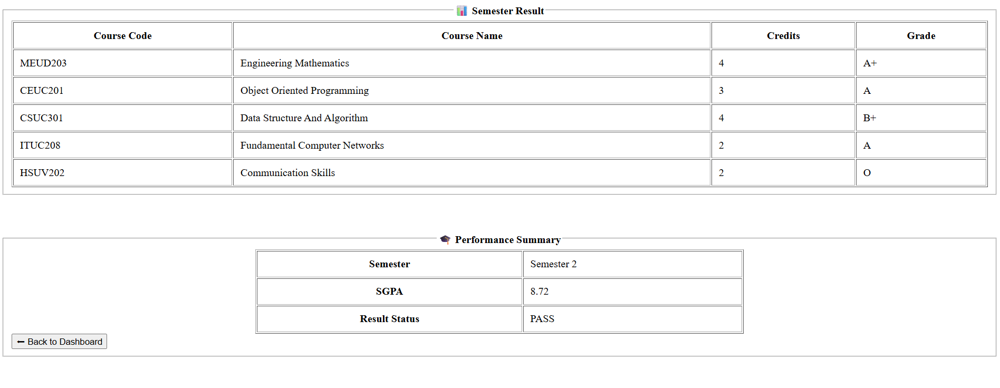 📊 Semester Result
Course Code Course Name Credits Grade
MEUD203 Engineering Mathematics 4 A+
CEUC201 Object Oriented Programming 3 A
CSUC301 Data Structure And Algorithm 4 B+
ITUC208 Fundamental Computer Networks 2 A
HSUV202 Communication Skills 2 O
🎓 Performance Summary
Semester Semester 2
SGPA 8.72
Result Status PASS
⬅ Back to Dashboard